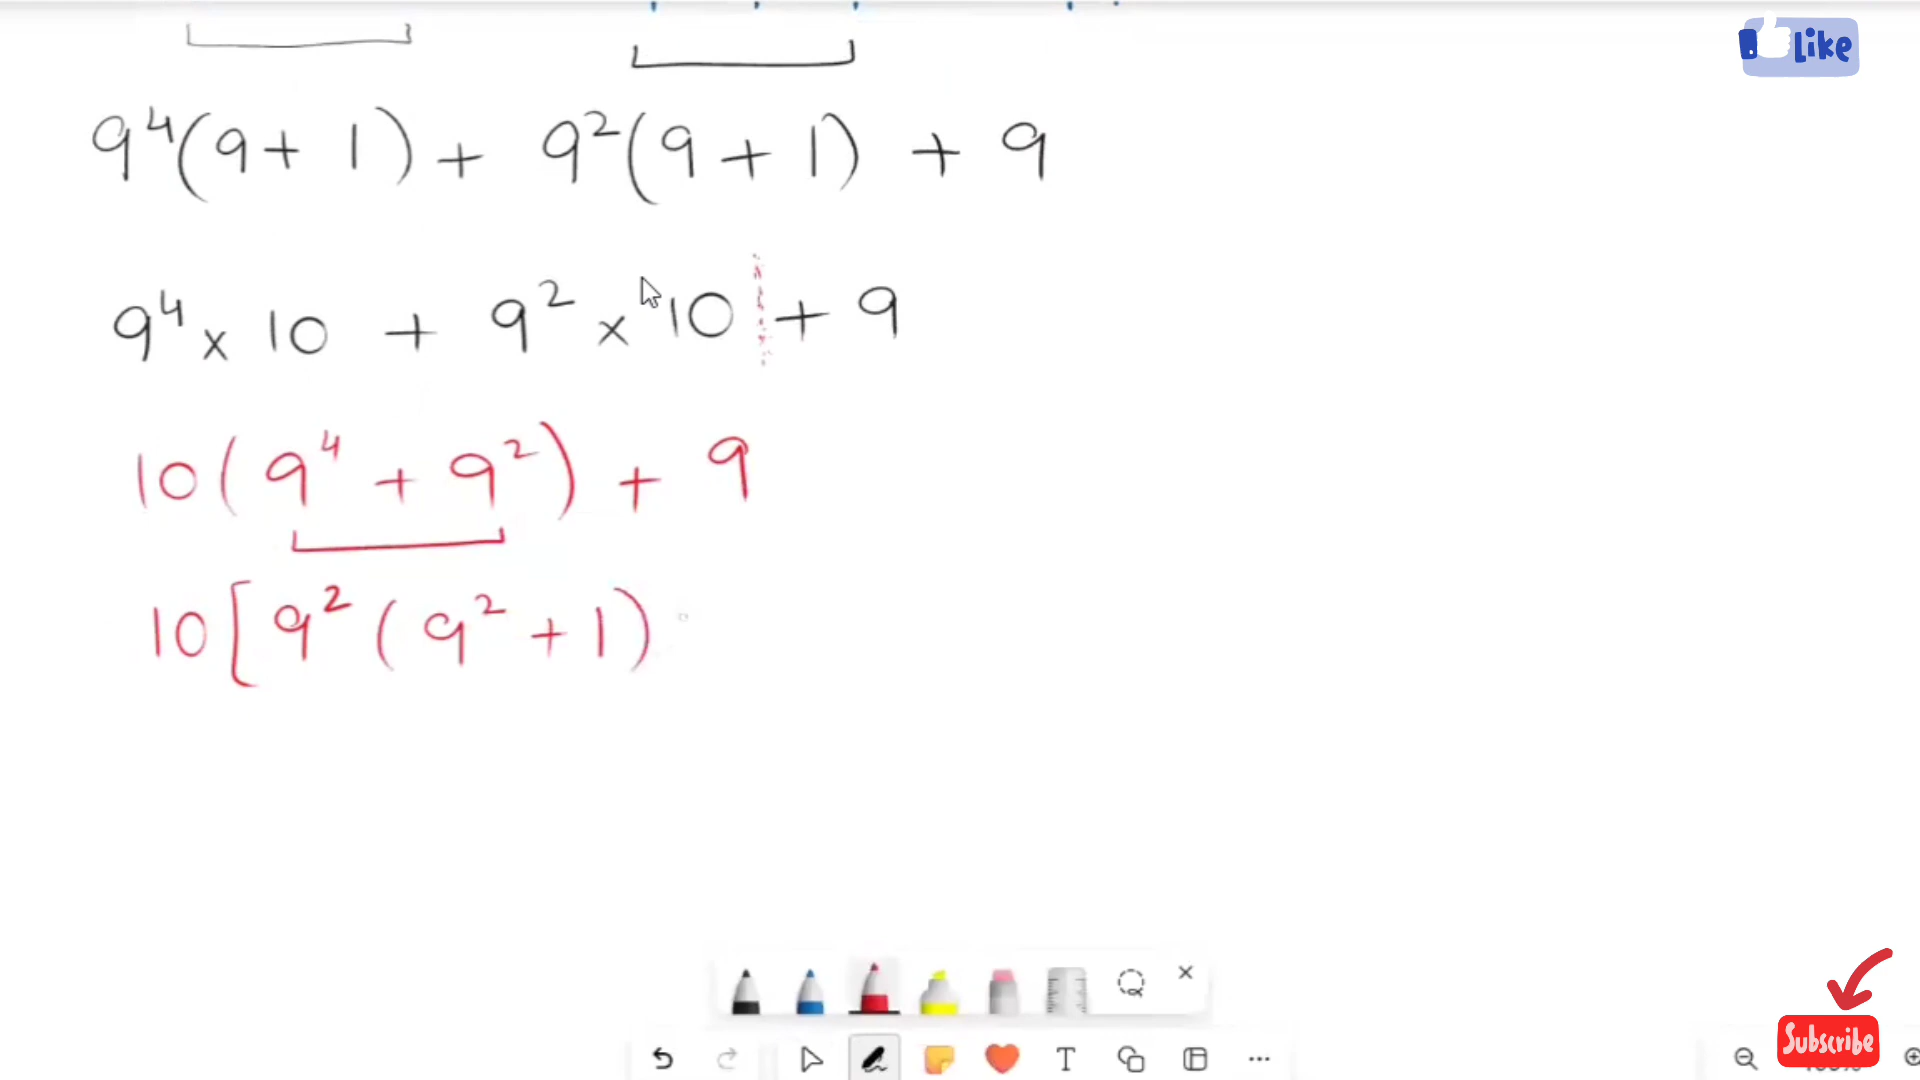 Like
9⁴(9 + 1) + 9²(9 + 1) + 9
9⁴ x 10 + 9² x 10 + 9
10(9⁴ + 9²) + 9
10[9²(9² + 1)
T
Subscribe